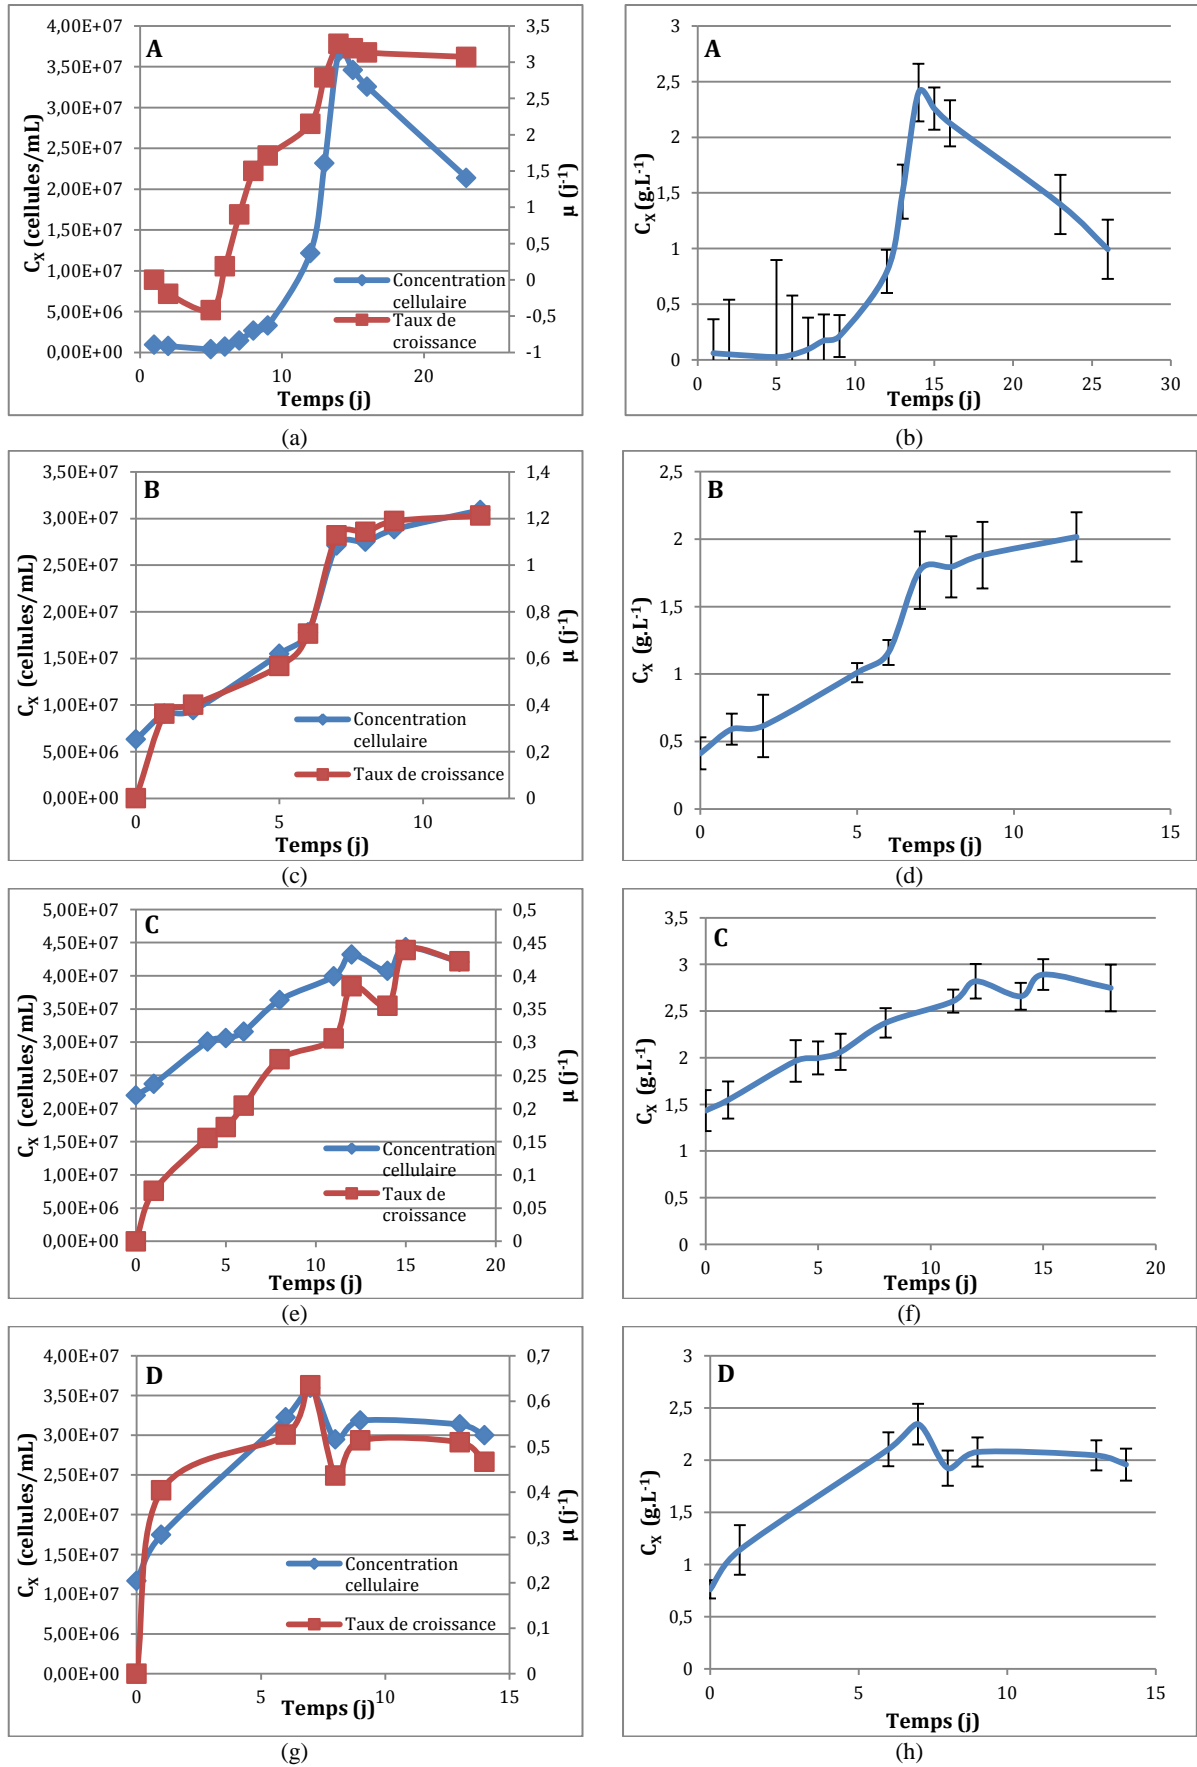 A
C_X (cellules/mL)
4,00E+07
3,50E+07
3,00E+07
2,50E+07
2,00E+07
1,50E+07
1,00E+07
5,00E+06
0,00E+00
3,5
3
2,5
2
1,5
1
0,5
0
-0,5
-1
µ (j⁻¹)
Concentration
cellulaire
Taux de
croissance
0 10 20
Temps (j)
(a)
A
C_X (g.L⁻¹)
3
2,5
2
1,5
1
0,5
0
0 5 10 15 20 25 30
Temps (j)
(b)
B
C_X (cellules/mL)
3,50E+07
3,00E+07
2,50E+07
2,00E+07
1,50E+07
1,00E+07
5,00E+06
0,00E+00
1,4
1,2
1
0,8
0,6
0,4
0,2
0
µ (j⁻¹)
Concentration
cellulaire
Taux de croissance
0 5 10
Temps (j)
(c)
B
C_X (g.L⁻¹)
2,5
2
1,5
1
0,5
0
0 5 10 15
Temps (j)
(d)
C
C_X (cellules/mL)
5,00E+07
4,50E+07
4,00E+07
3,50E+07
3,00E+07
2,50E+07
2,00E+07
1,50E+07
1,00E+07
5,00E+06
0,00E+00
0,5
0,45
0,4
0,35
0,3
0,25
0,2
0,15
0,1
0,05
0
µ (j⁻¹)
Concentration
cellulaire
Taux de
croissance
0 5 10 15 20
Temps (j)
(e)
C
C_X (g.L⁻¹)
3,5
3
2,5
2
1,5
1
0,5
0
0 5 10 15 20
Temps (j)
(f)
D
C_X (cellules/mL)
4,00E+07
3,50E+07
3,00E+07
2,50E+07
2,00E+07
1,50E+07
1,00E+07
5,00E+06
0,00E+00
0,7
0,6
0,5
0,4
0,3
0,2
0,1
0
µ (j⁻¹)
Concentration
cellulaire
Taux de croissance
0 5 10 15
Temps (j)
(g)
D
C_X (g.L⁻¹)
3
2,5
2
1,5
1
0,5
0
0 5 10 15
Temps (j)
(h)